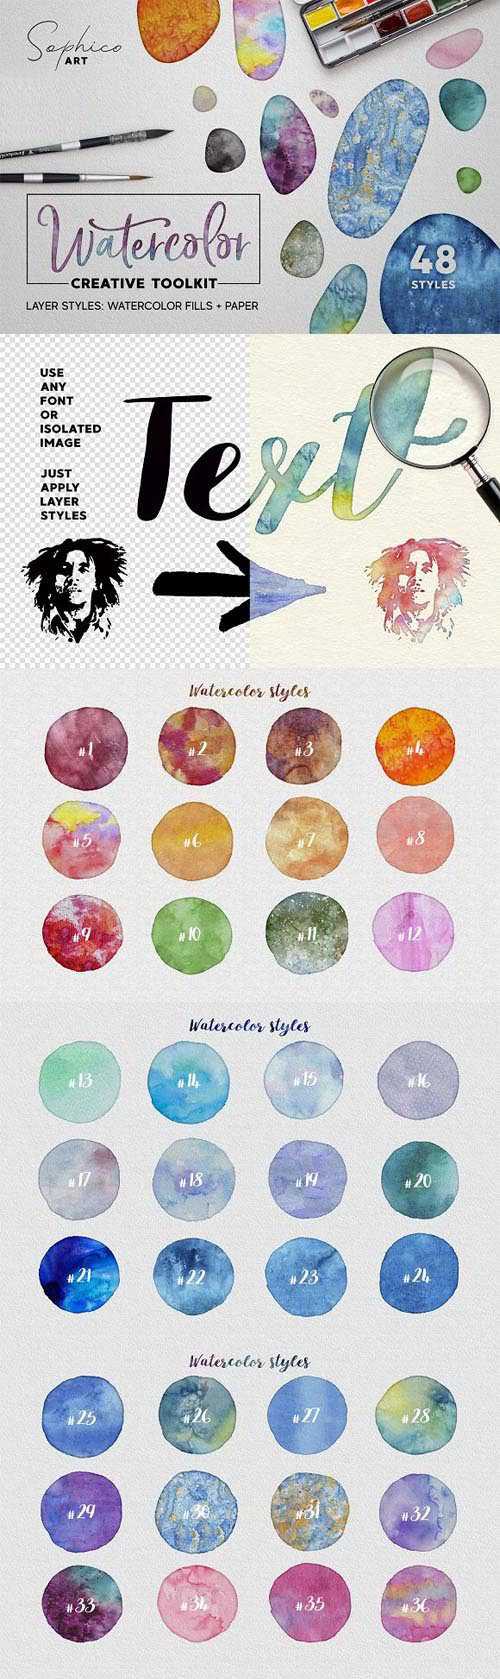 Sophico
ART
Watercolor
CREATIVE TOOLKIT
LAYER STYLES: WATERCOLOR FILLS + PAPER
48
STYLES
USE
ANY
FONT
OR
ISOLATED
IMAGE
JUST
APPLY
LAYER
STYLES
Text
Watercolor styles
#1 #2 #3 #4
#5 #6 #7 #8
#9 #10 #11 #12
Watercolor styles
#13 #14 #15 #16
#17 #18 #19 #20
#21 #22 #23 #24
Watercolor styles
#25 #26 #27 #28
#29 #30 #31 #32
#33 #34 #35 #36